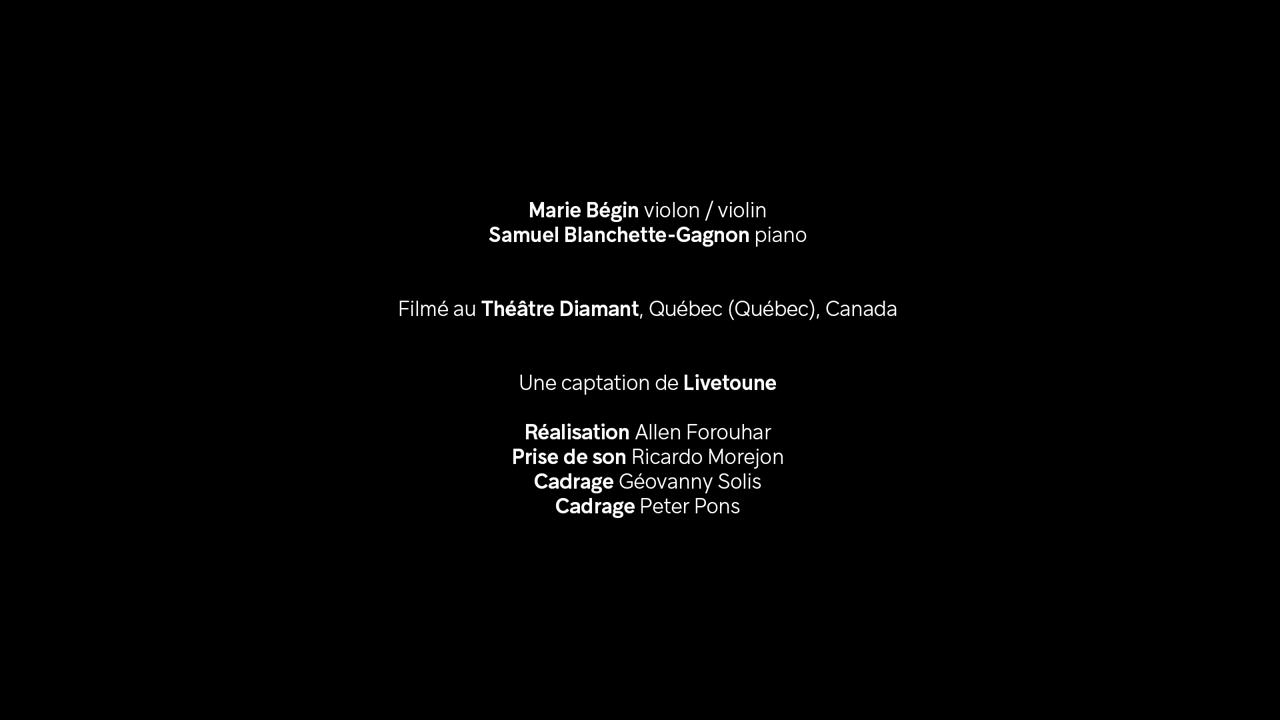 Marie Bégin violon / violin
Samuel Blanchette-Gagnon piano
Filmé au Théâtre Diamant, Québec (Québec), Canada
Une captation de Livetoune
Réalisation Allen Forouhar
Prise de son Ricardo Morejon
Cadrage Géovanny Solis
Cadrage Peter Pons